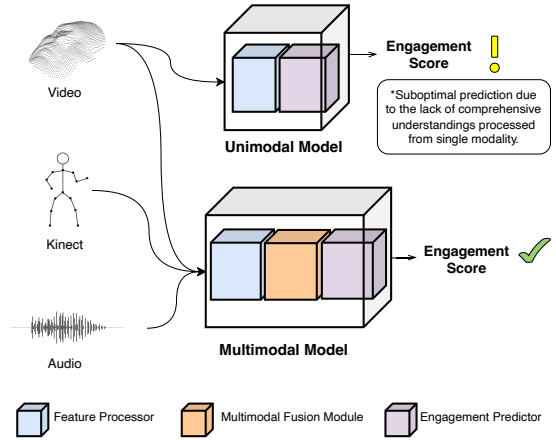 Video
Engagement
Score
*Suboptimal prediction due
to the lack of comprehensive
understandings processed
from single modality.
Unimodal Model
Kinect
Engagement
Score
Audio
Multimodal Model
Feature Processor
Multimodal Fusion Module
Engagement Predictor